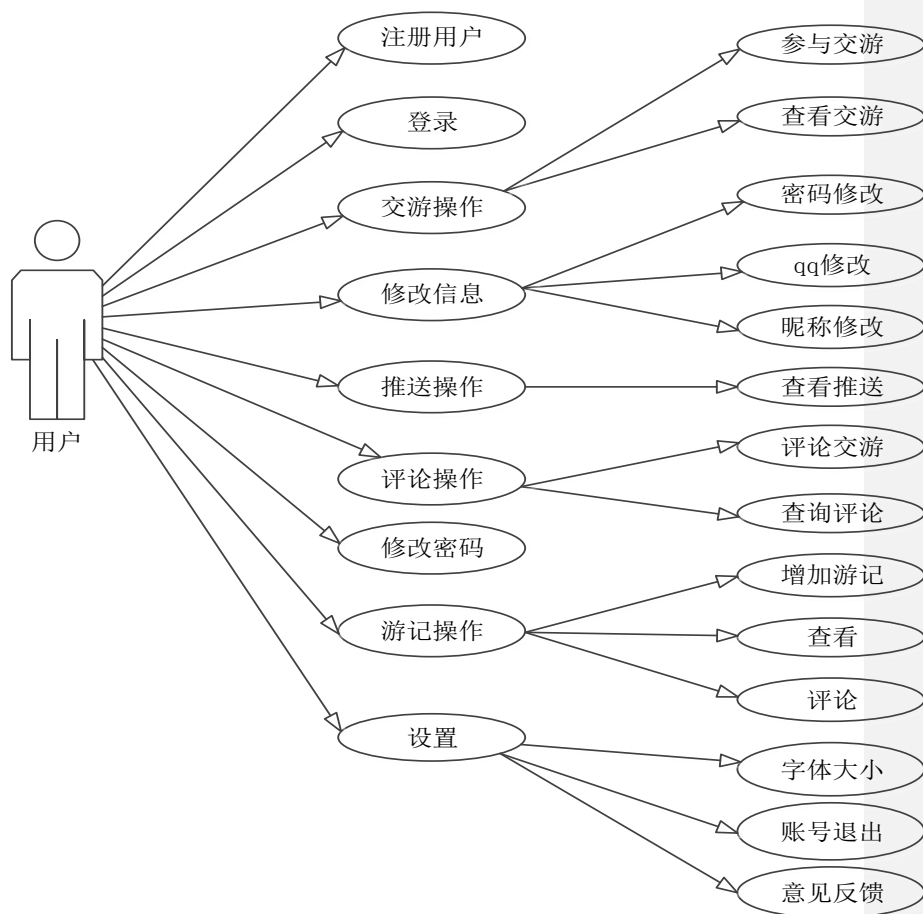 注册用户
登录
交游操作
修改信息
推送操作
评论操作
修改密码
游记操作
设置
用户
参与交游
查看交游
密码修改
qq修改
昵称修改
查看推送
评论交游
查询评论
增加游记
查看
评论
字体大小
账号退出
意见反馈